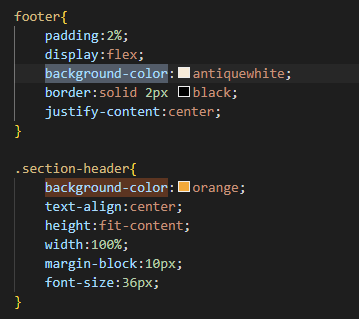 footer{
    padding:2%;
    display:flex;
    background-color:antiquewhite;
    border:solid 2px black;
    justify-content:center;
}

.section-header{
    background-color:orange;
    text-align:center;
    height:fit-content;
    width:100%;
    margin-block:10px;
    font-size:36px;
}